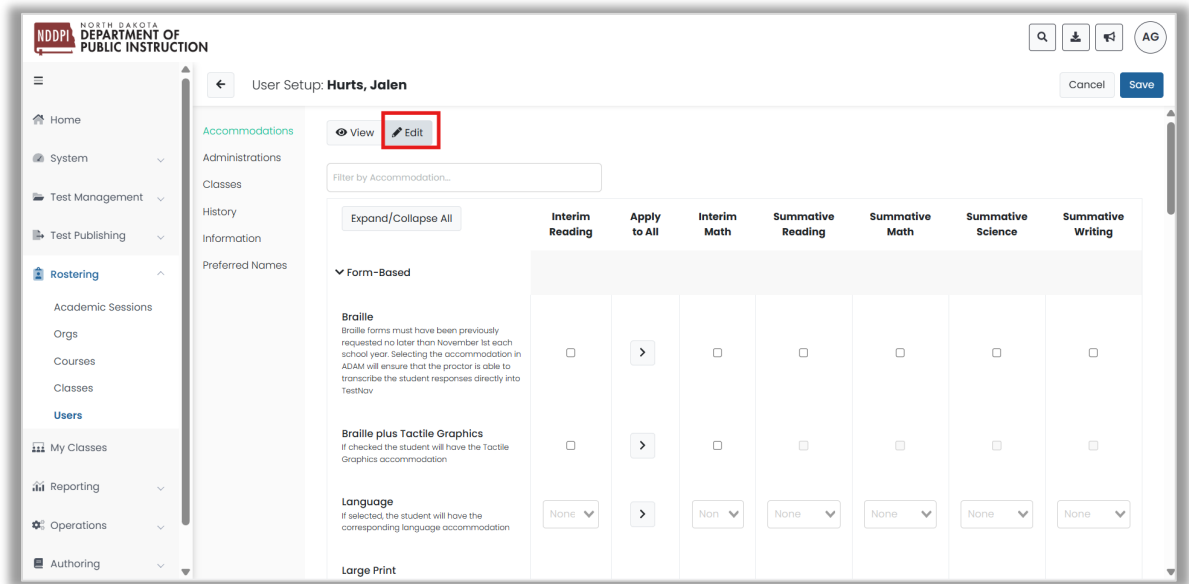 NDDPI
NORTH DAKOTA
DEPARTMENT OF
PUBLIC INSTRUCTION
AG
User Setup: Hurts, Jalen
Cancel
Save
Home
System
Test Management
Test Publishing
Rostering
Academic Sessions
Orgs
Courses
Classes
Users
My Classes
Reporting
Operations
Authoring
Accommodations
Administrations
Classes
History
Information
Preferred Names
View
Edit
Filter by Accommodation...
Expand/Collapse All
Interim
Reading
Apply
to All
Interim
Math
Summative
Reading
Summative
Math
Summative
Science
Summative
Writing
Form-Based
Braille
Braille forms must have been previously
requested no later than November 1st each
school year. Selecting the accommodation in
ADAM will ensure that the proctor is able to
transcribe the student responses directly into
TestNav
Braille plus Tactile Graphics
If checked the student will have the Tactile
Graphics accommodation
Language
If selected, the student will have the
corresponding language accommodation
None
Non
None
None
None
None
Large Print